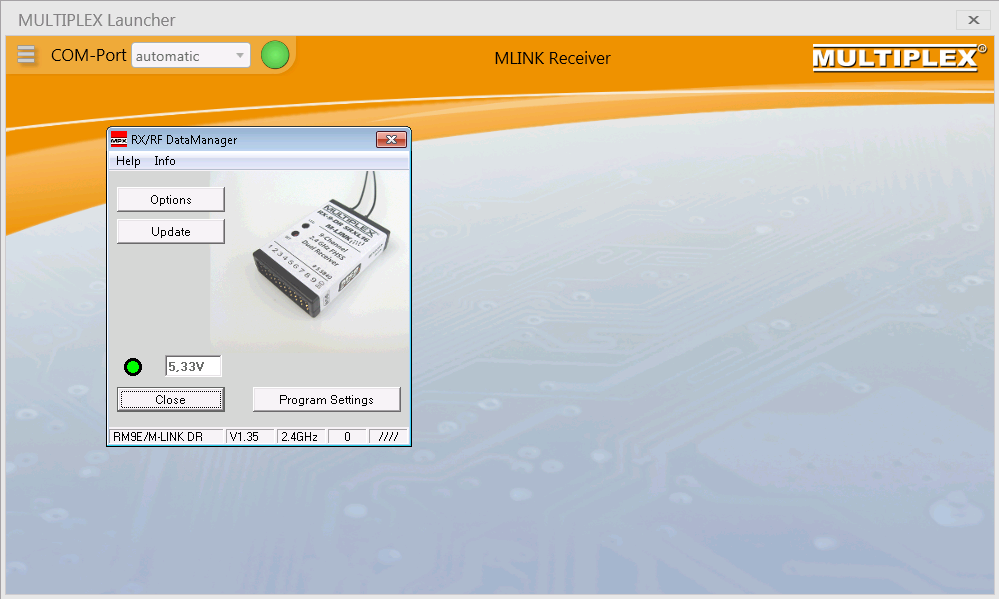 MULTIPLEX Launcher
COM-Port automatic
MLINK Receiver
MULTIPLEX®
MPX RX/RF DataManager
Help Info
Options
Update
MULTIPLEX
RX-9-DR SRXL16
M-LINK
9-Channel
2.4 GHz FHSS
Dual Receiver
1 2 3 4 5 6 7 8 9
5,33V
Close
Program Settings
RM9E/M-LINK DR V1.35 2.4GHz 0 ////